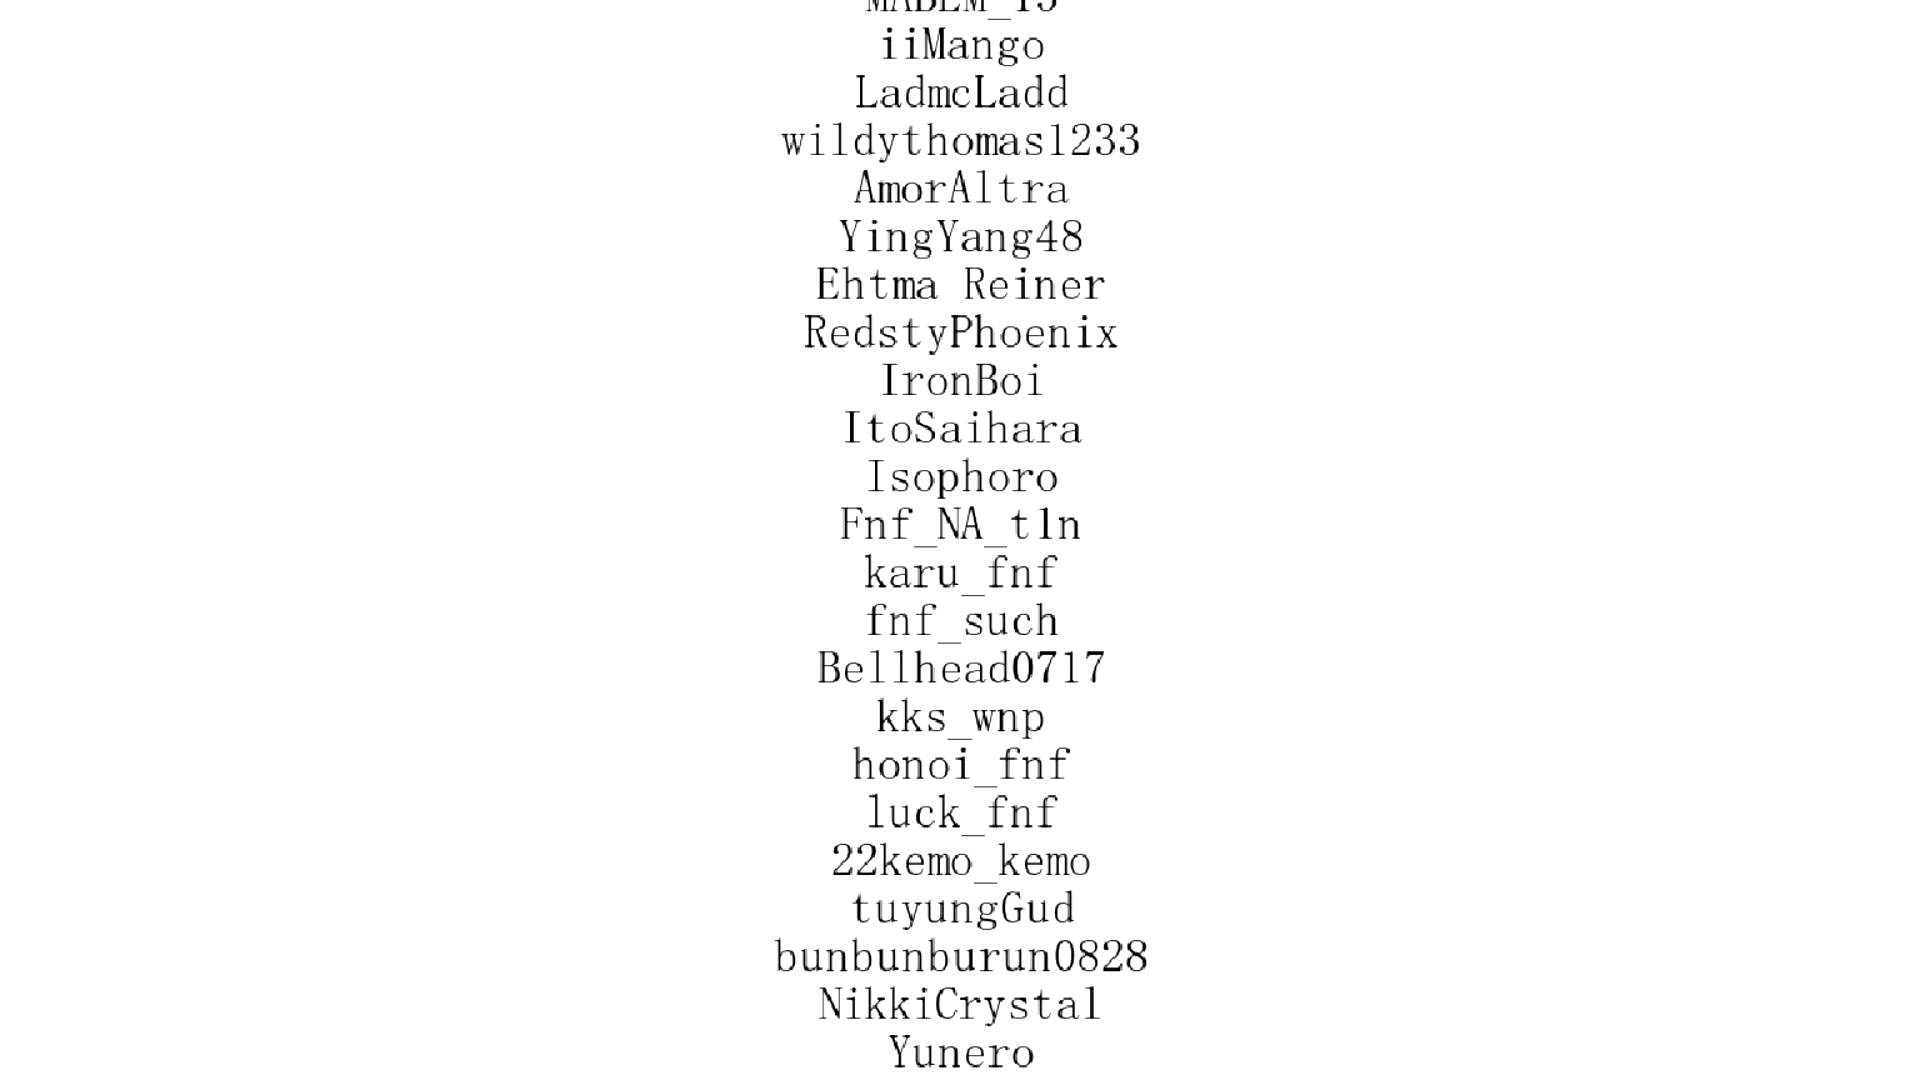 iiMango
LadmcLadd
wildythomas1233
AmorAltra
YingYang48
Ehtma Reiner
RedstyPhoenix
IronBoi
ItoSaihara
Isophoro
Fnf_NA_tln
karu_fnf
fnf_such
Bellhead0717
kks_wnp
honoi_fnf
luck_fnf
22kemo_kemo
tuyungGud
bunbunburun0828
NikkiCrystal
Yunero